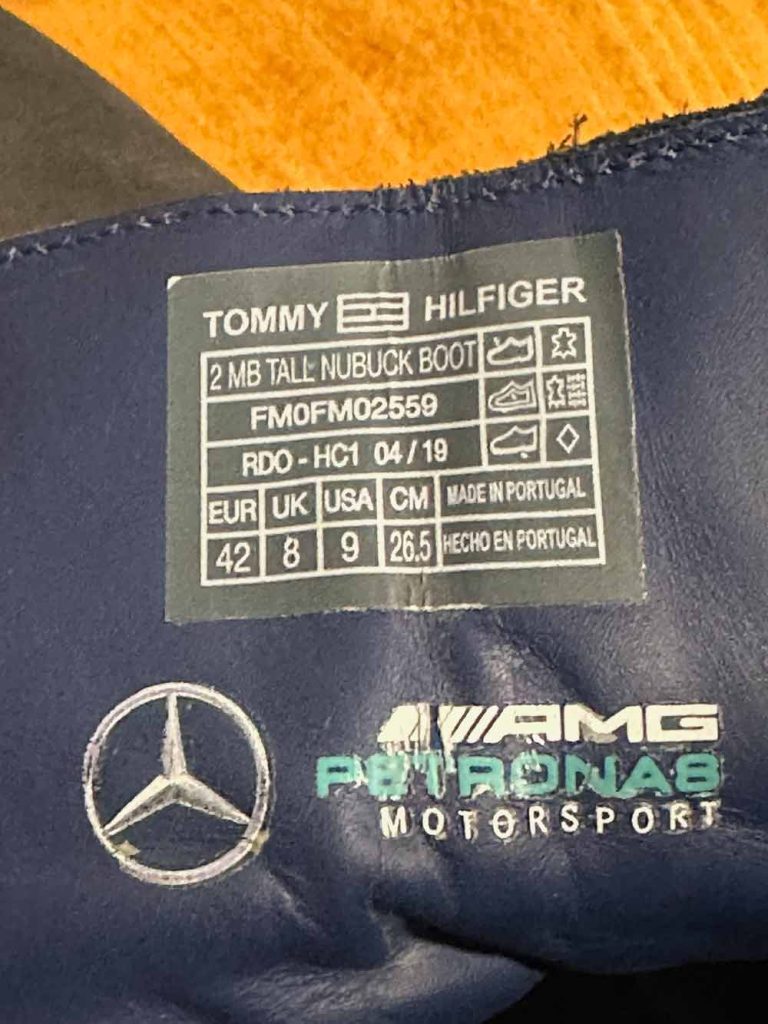 TOMMY HILFIGER
2 MB TALL NUBUCK BOOT
FM0FM02559
RDO - HC1 04 / 19
EUR UK USA CM MADE IN PORTUGAL
42 8 9 26.5 HECHO EN PORTUGAL
AMG
PETRONAS
MOTORSPORT